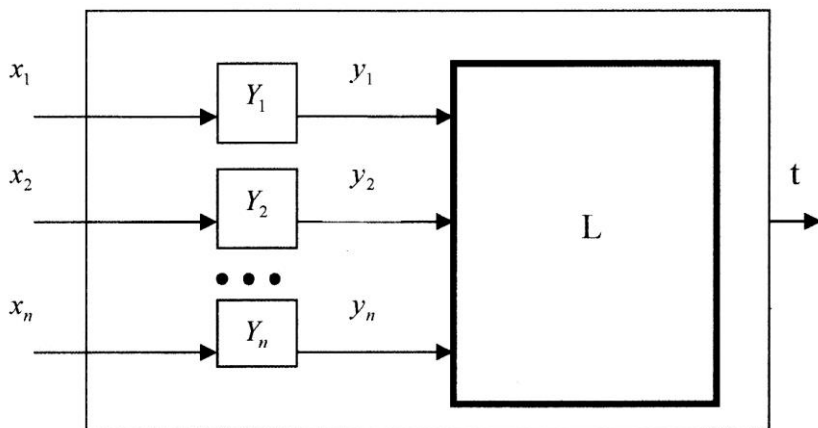 x₁ Y₁ y₁
x₂ Y₂ y₂ t
L
xₙ Yₙ yₙ